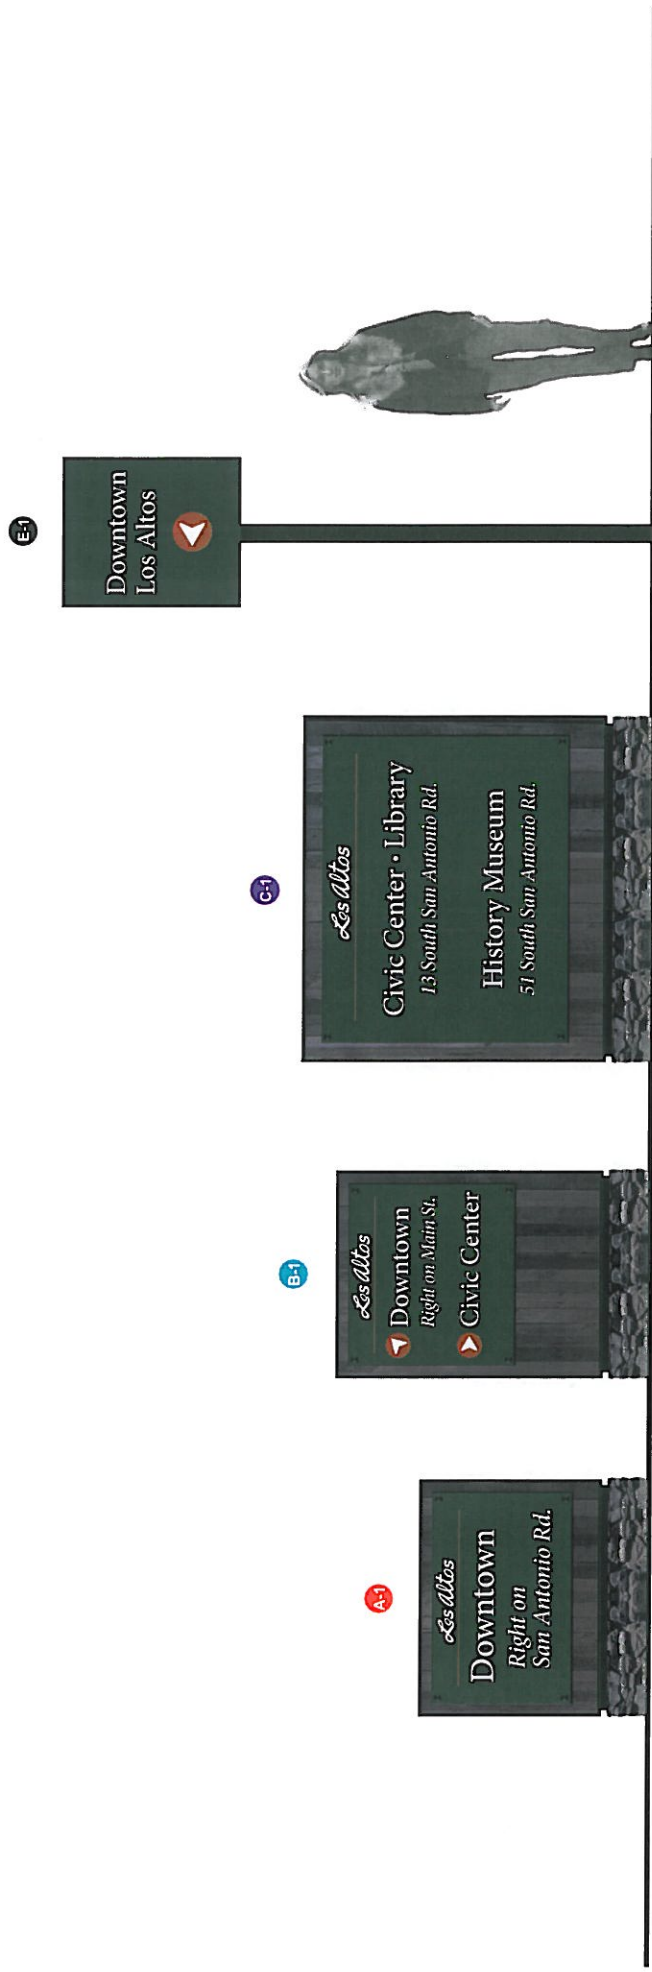 A-1
Los Altos
Downtown
Right on
San Antonio Rd.
B-1
Los Altos
Downtown
Right on Main St.
Civic Center
C-1
Los Altos
Civic Center • Library
13 South San Antonio Rd.
History Museum
51 South San Antonio Rd.
E-1
Downtown
Los Altos